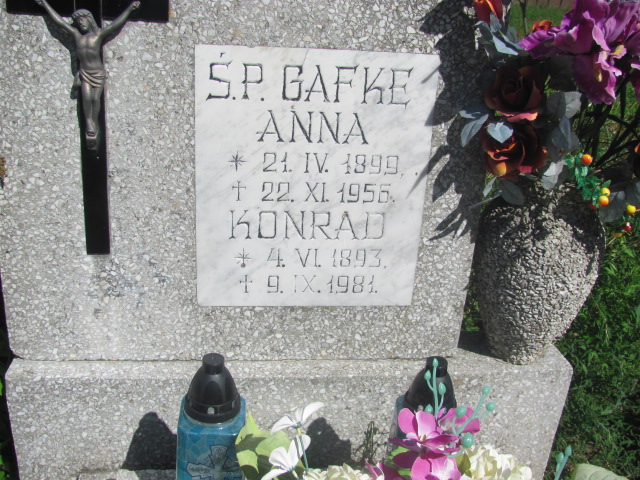 Ś.P. GAFKE
ANNA
* 21. IV. 1899.
† 22. XI. 1956.
KONRAD
* 4. VI. 1893.
† 9. IX. 1981.